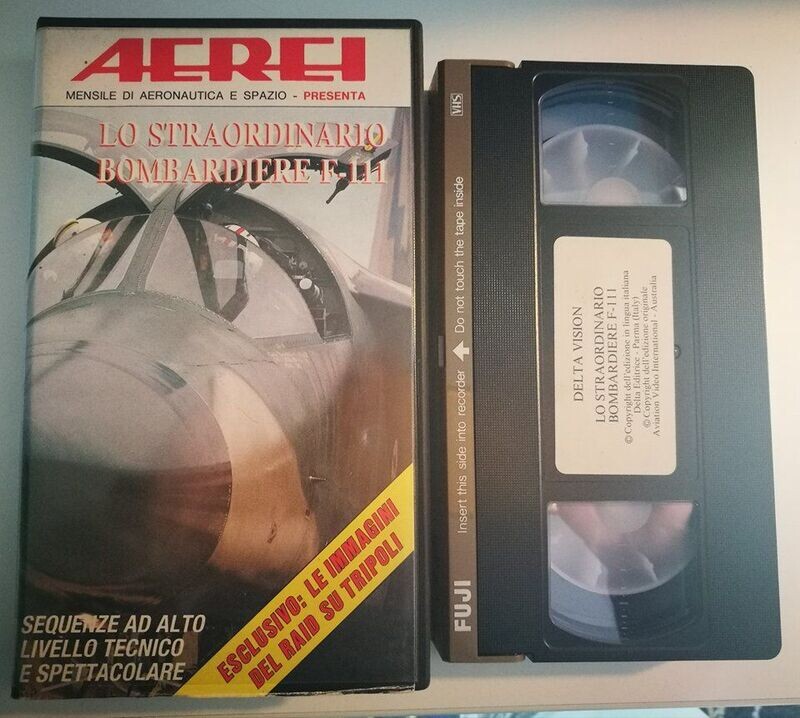 AEREI
MENSILE DI AERONAUTICA E SPAZIO - PRESENTA
LO STRAORDINARIO
BOMBARDIERE F-111
ESCLUSIVO: LE IMMAGINI
DEL RAID SU TRIPOLI
SEQUENZE AD ALTO
LIVELLO TECNICO
E SPETTACOLARE
VHS
Insert this side into recorder Do not touch the tape inside
FUJI
DELTA VISION
LO STRAORDINARIO
BOMBARDIERE F-111
© Copyright dell'edizione in lingua italiana
Delta Editrice - Parma (Italy)
© Copyright dell'edizione originale
Aviation Video International - Australia